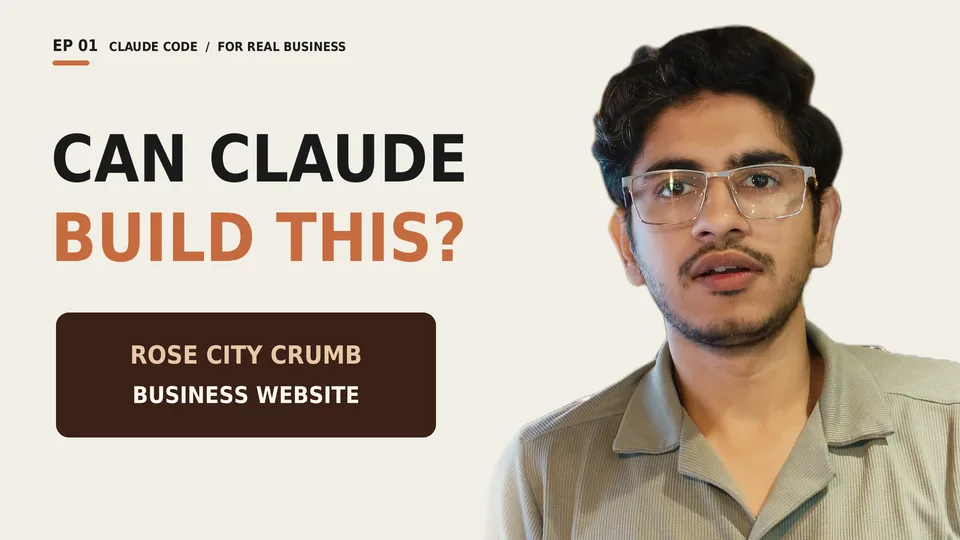 EP 01 CLAUDE CODE / FOR REAL BUSINESS
CAN CLAUDE
BUILD THIS?
ROSE CITY CRUMB
BUSINESS WEBSITE